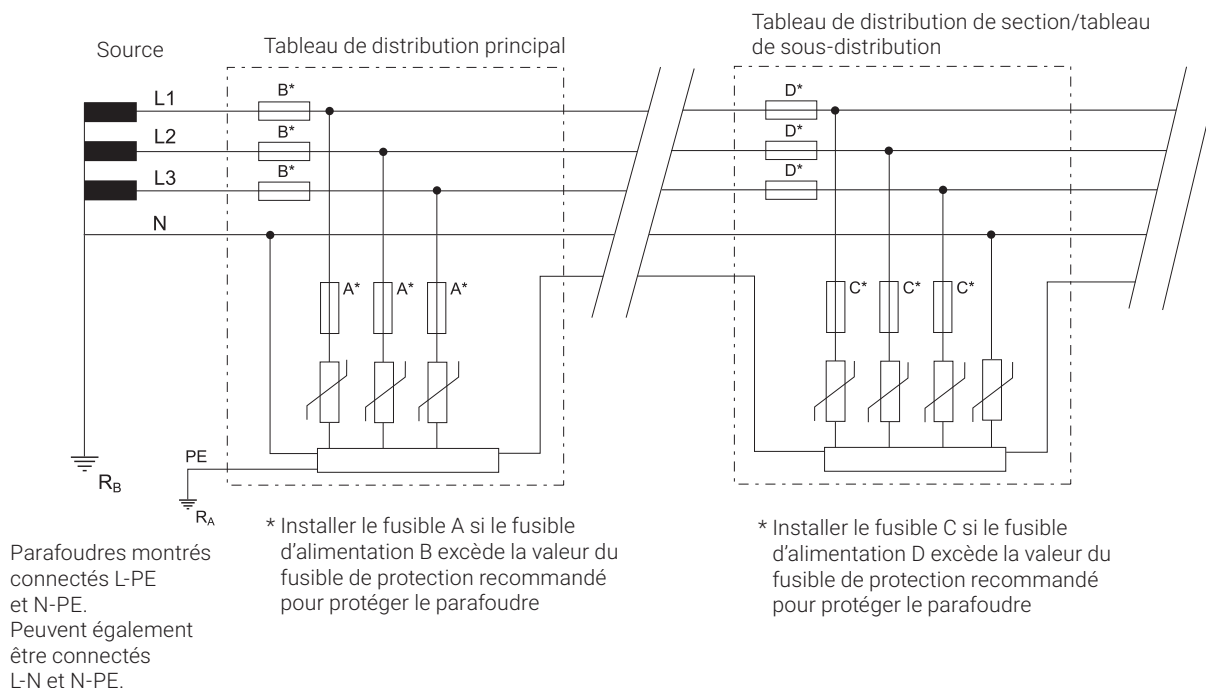 Source
Tableau de distribution principal
Tableau de distribution de section/tableau
de sous-distribution
L1
B*
D*
L2
B*
D*
L3
B*
D*
N
A*
A*
A*
C*
C*
C*
PE
RB
RA
Parafoudres montrés
connectés L-PE
et N-PE.
Peuvent également
être connectés
L-N et N-PE.
* Installer le fusible A si le fusible
d’alimentation B excède la valeur du
fusible de protection recommandé
pour protéger le parafoudre
* Installer le fusible C si le fusible
d’alimentation D excède la valeur du
fusible de protection recommandé
pour protéger le parafoudre